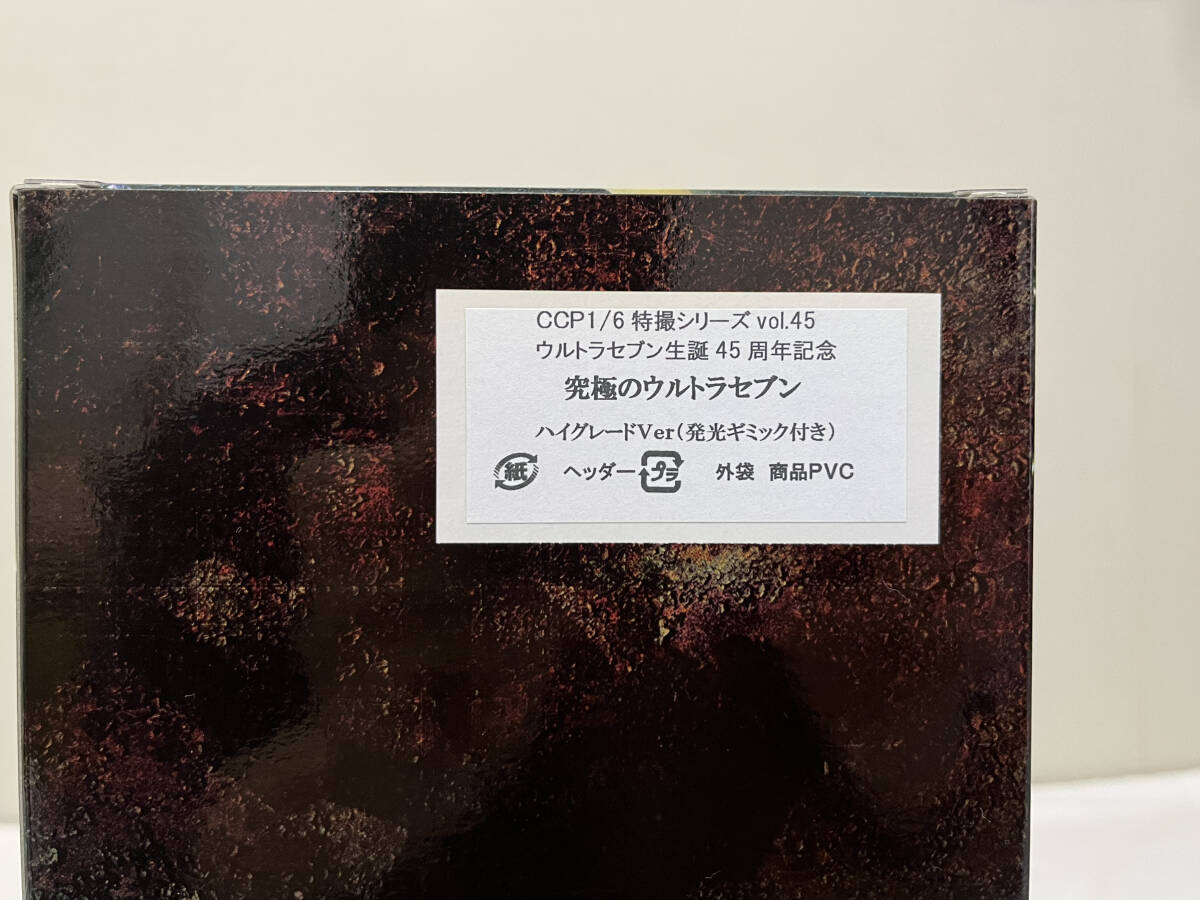 CCP1/6 特撮シリーズ vol.45
ウルトラセブン生誕 45 周年記念
究極のウルトラセブン
ハイグレードVer(発光ギミック付き)
紙 ヘッダー プラ 外袋 商品PVC